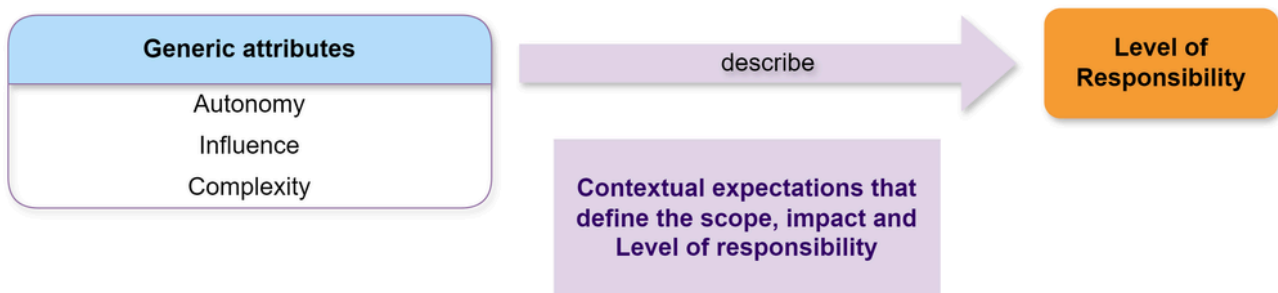 Generic attributes
Autonomy
Influence
Complexity
describe
Level of
Responsibility
Contextual expectations that
define the scope, impact and
Level of responsibility